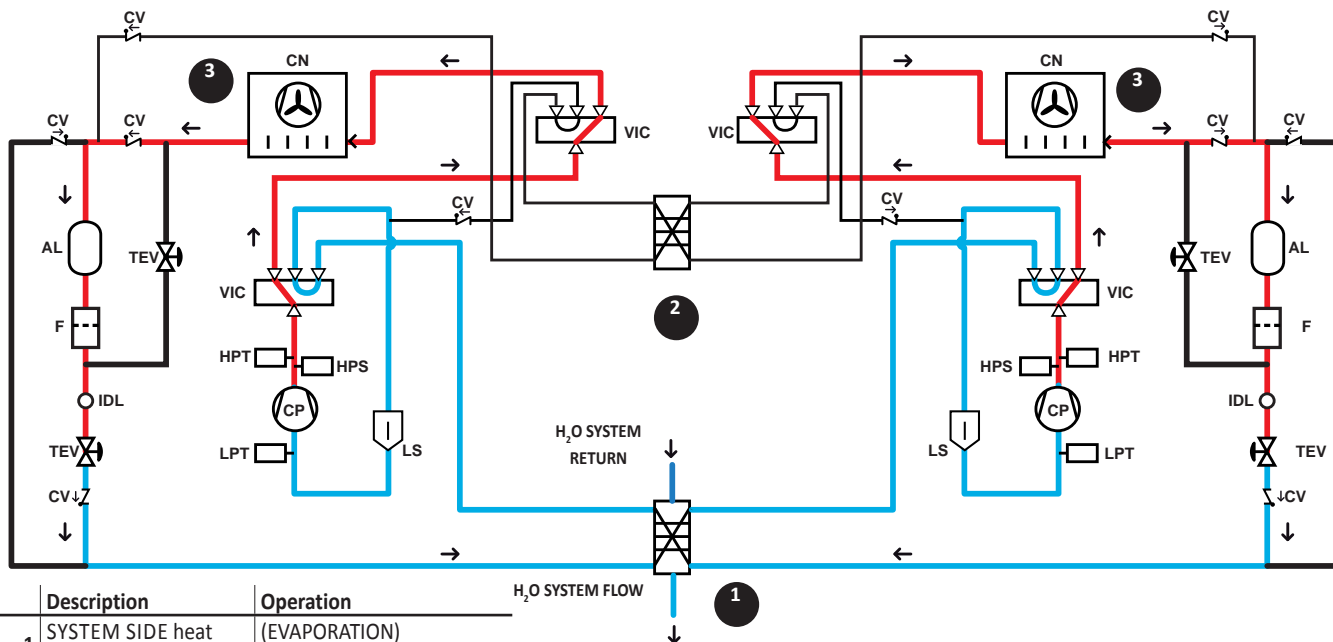 CV
CV
3
CN
CN
3
CV
CV
VIC
VIC
CV
CV
CV
CV
AL
TEV
VIC
TEV
AL
VIC
F
HPT
HPS
2
HPS
HPT
F
IDL
CP
CP
IDL
TEV
LPT
LS
H₂O SYSTEM
RETURN
LS
LPT
TEV
CV
CV
H₂O SYSTEM FLOW
1
Description Operation
1 SYSTEM SIDE heat (EVAPORATION)